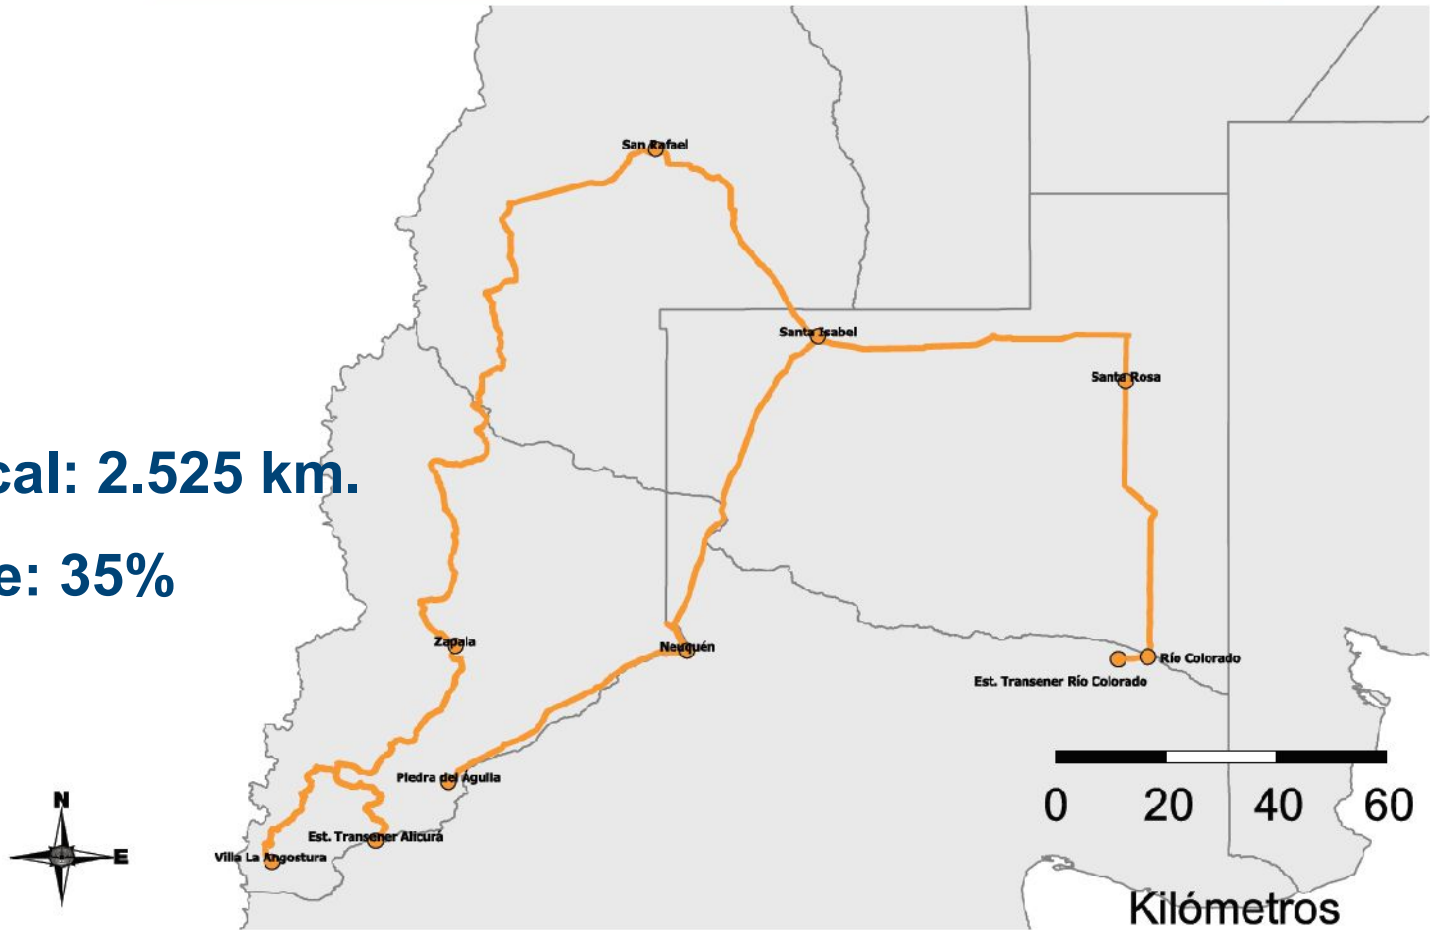 San Rafael
Santa Isabel
Santa Rosa
cal: 2.525 km.
e: 35%
Zapala
Neuquén
Río Colorado
Est. Transener Río Colorado
Piedra del Águila
Est. Transener Alicurá
Villa La Angostura
N
E
0 20 40 60
Kilómetros